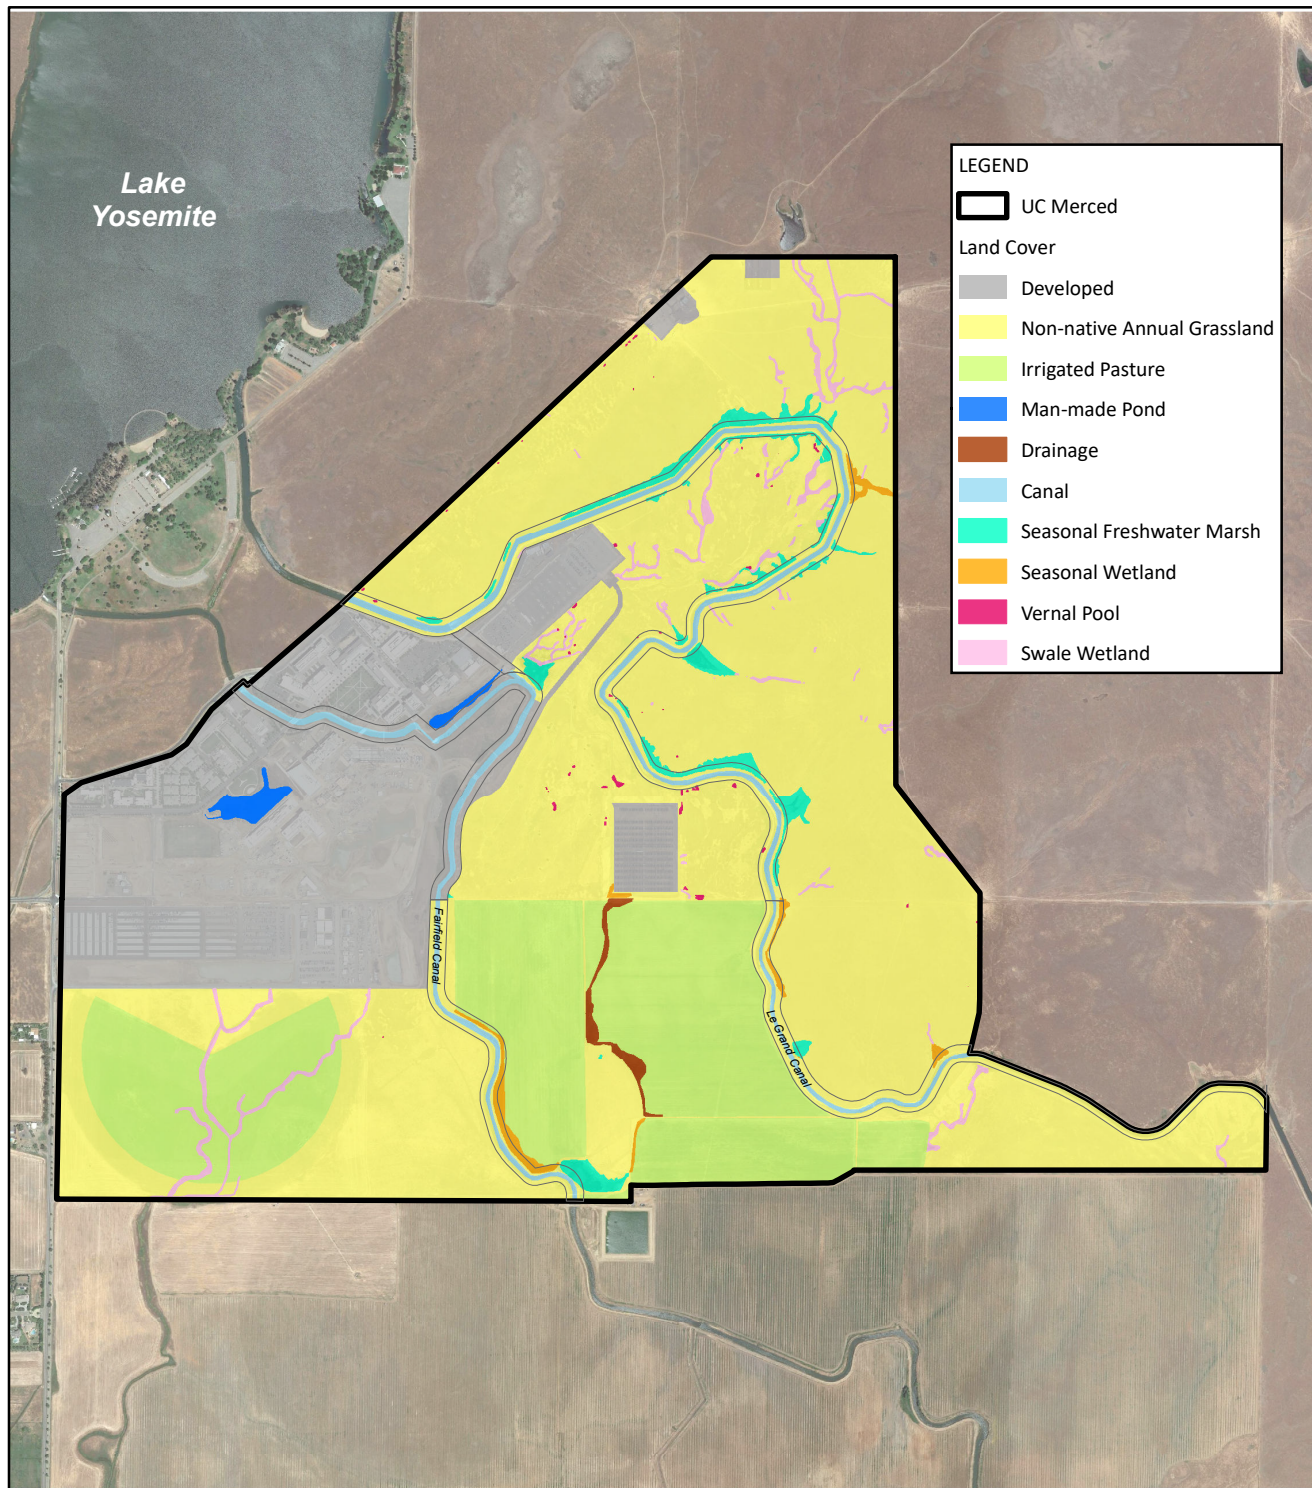 Lake
Yosemite
LEGEND
UC Merced
Land Cover
Developed
Non-native Annual Grassland
Irrigated Pasture
Man-made Pond
Drainage
Canal
Seasonal Freshwater Marsh
Seasonal Wetland
Vernal Pool
Swale Wetland
Fairfield Canal
Le Grand Canal